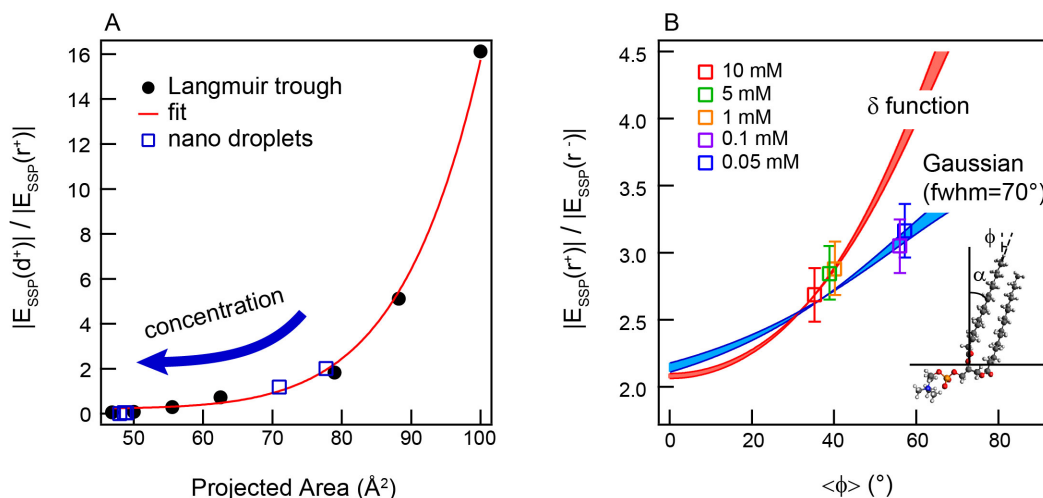 A
|E_SSP(d⁺)| / |E_SSP(r⁺)|
16
14
12
10
8
6
4
2
0
Langmuir trough
fit
nano droplets
concentration
50
60
70
80
90
100
Projected Area (Å²)
B
|E_SSP(r⁺)| / |E_SSP(r⁻)|
4.5
4.0
3.5
3.0
2.5
2.0
10 mM
5 mM
1 mM
0.1 mM
0.05 mM
δ function
Gaussian
(fwhm=70°)
ϕ
α
0
20
40
60
80
<ϕ> (°)